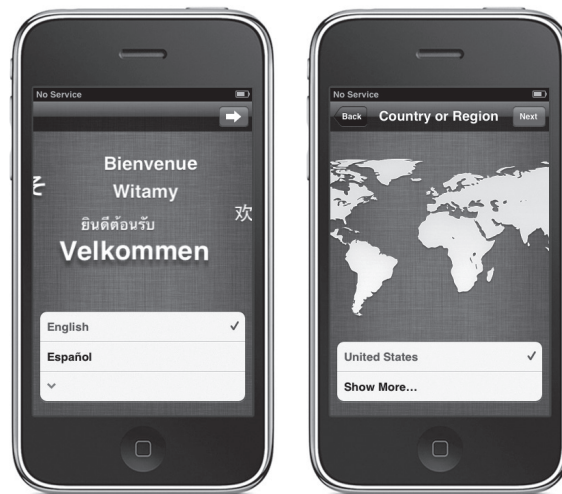 No Service
Bienvenue
Witamy
欢
ยินดีต้อนรับ
Velkommen
English
Español
No Service
Back
Country or Region
Next
United States
Show More…